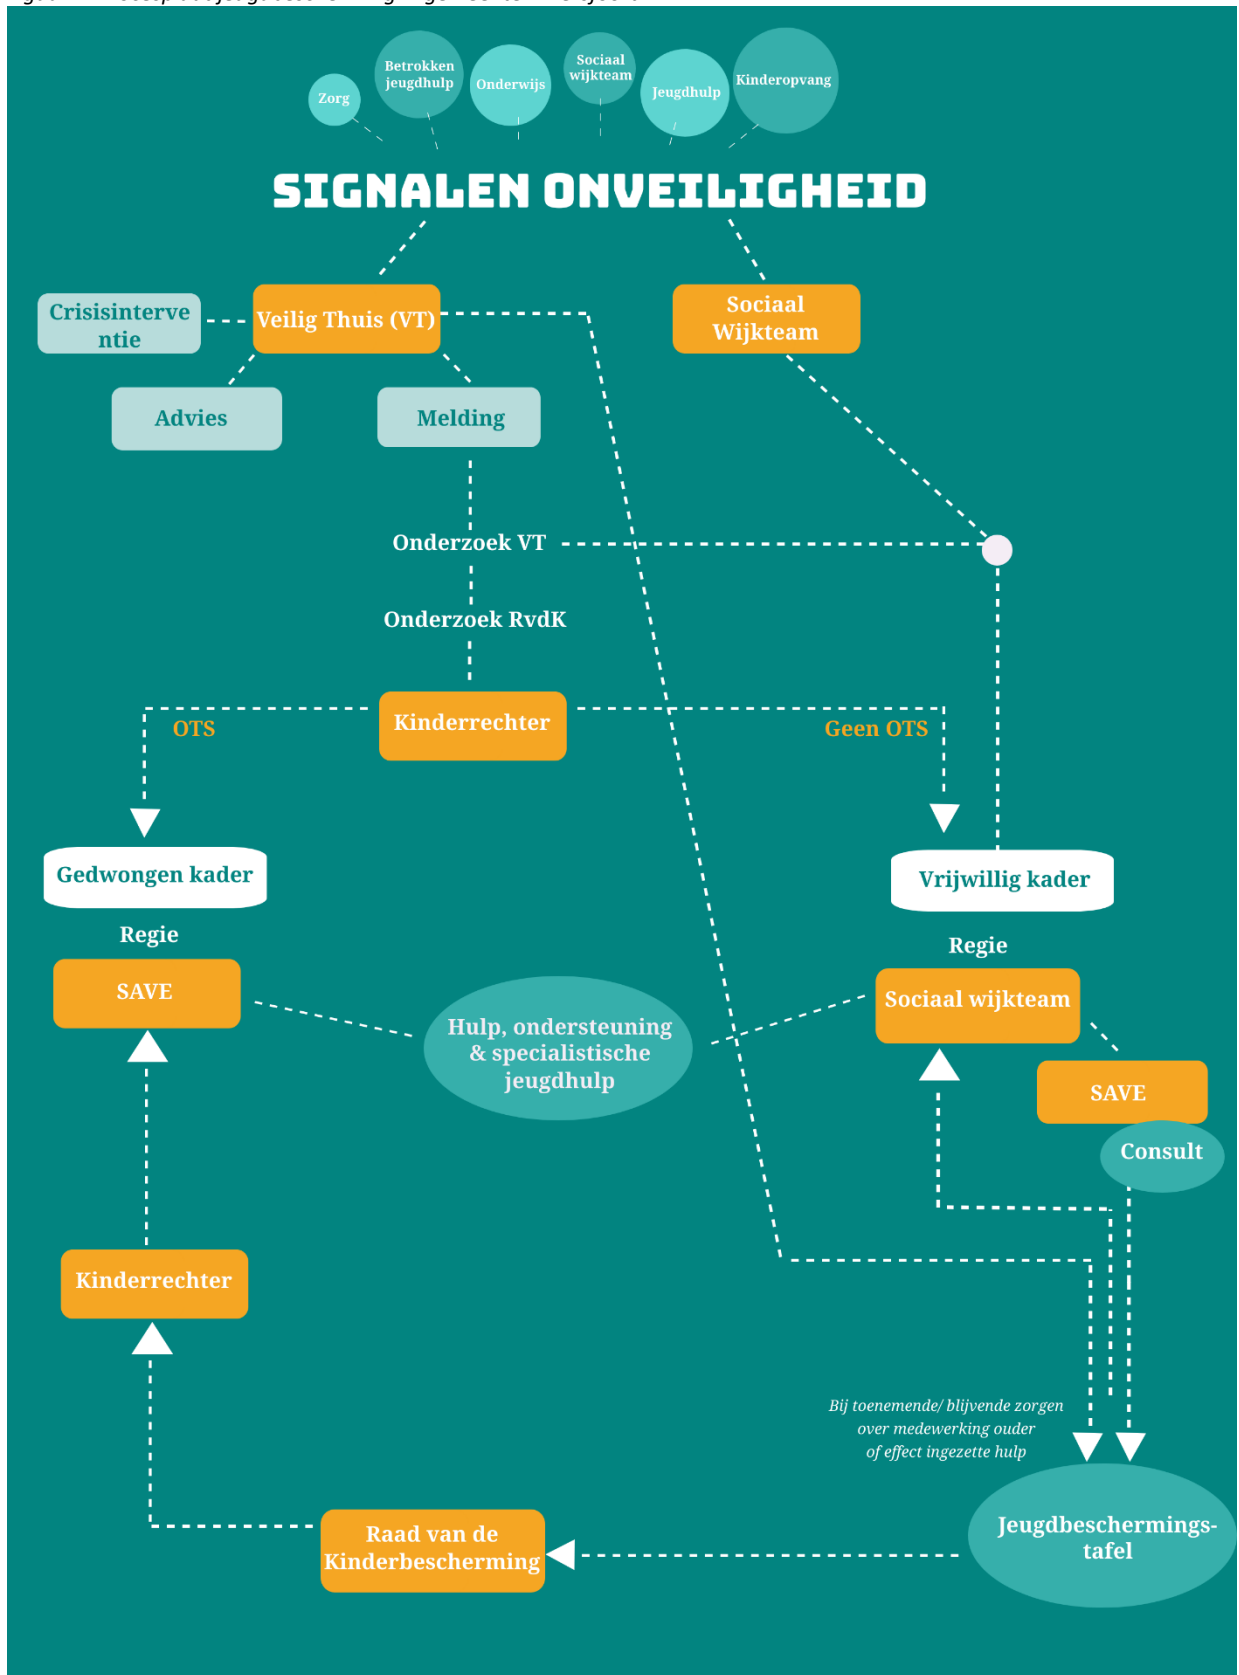 Zorg
Betrokken
jeugdhulp
Onderwijs
Sociaal
wijkteam
Jeugdhulp
Kinderopvang
SIGNALEN ONVEILIGHEID
Crisisinterve
ntie
Veilig Thuis (VT)
Sociaal
Wijkteam
Advies
Melding
Onderzoek VT
Onderzoek RvdK
Kinderrechter
OTS
Geen OTS
Gedwongen kader
Vrijwillig kader
Regie
Regie
SAVE
Sociaal wijkteam
Hulp, ondersteuning
& specialistische
jeugdhulp
SAVE
Consult
Kinderrechter
Bij toenemende/ blijvende zorgen
over medewerking ouder
of effect ingezette hulp
Raad van de
Kinderbescherming
Jeugdbeschermings-
tafel